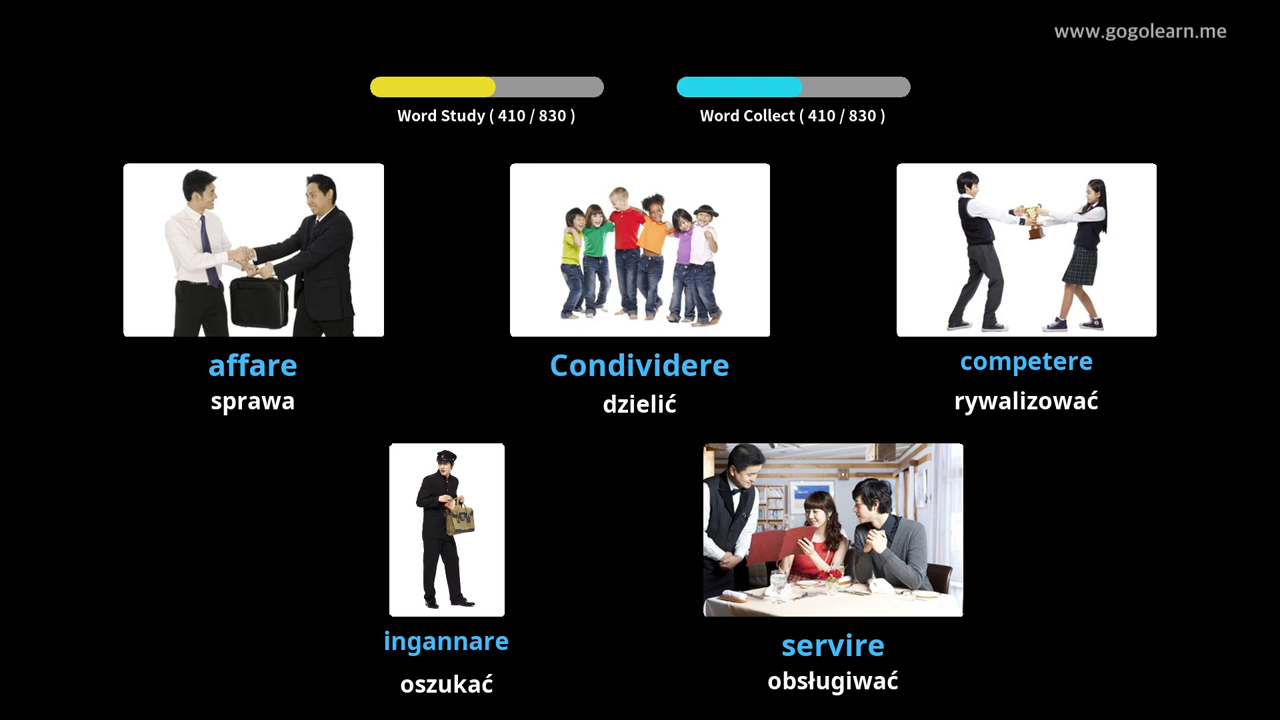 www.gogolearn.me
Word Study ( 410 / 830 )
Word Collect ( 410 / 830 )
affare
sprawa
Condividere
dzielić
competere
rywalizować
ingannare
oszukać
servire
obsługiwać